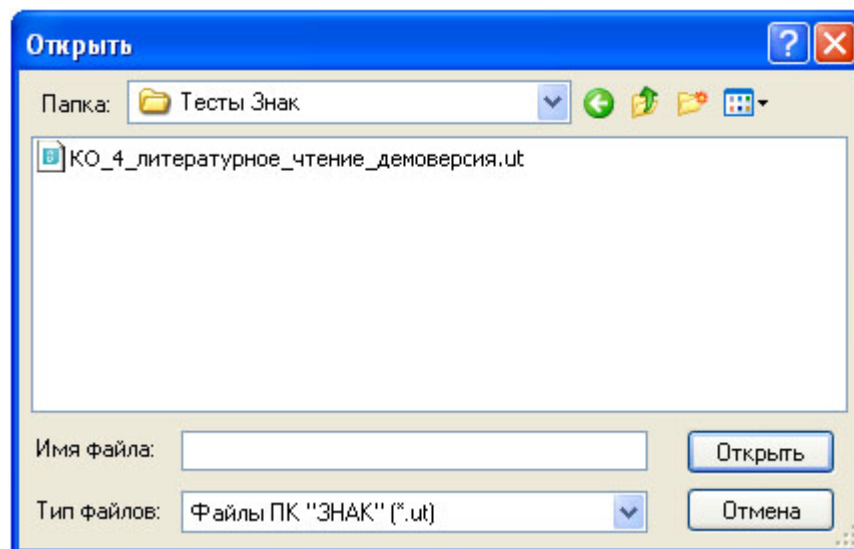 Открыть
Папка: Тесты Знак
КО_4_литературное_чтение_демоверсия.ut
Имя файла: Открыть
Тип файлов: Файлы ПК "ЗНАК" (*.ut) Отмена